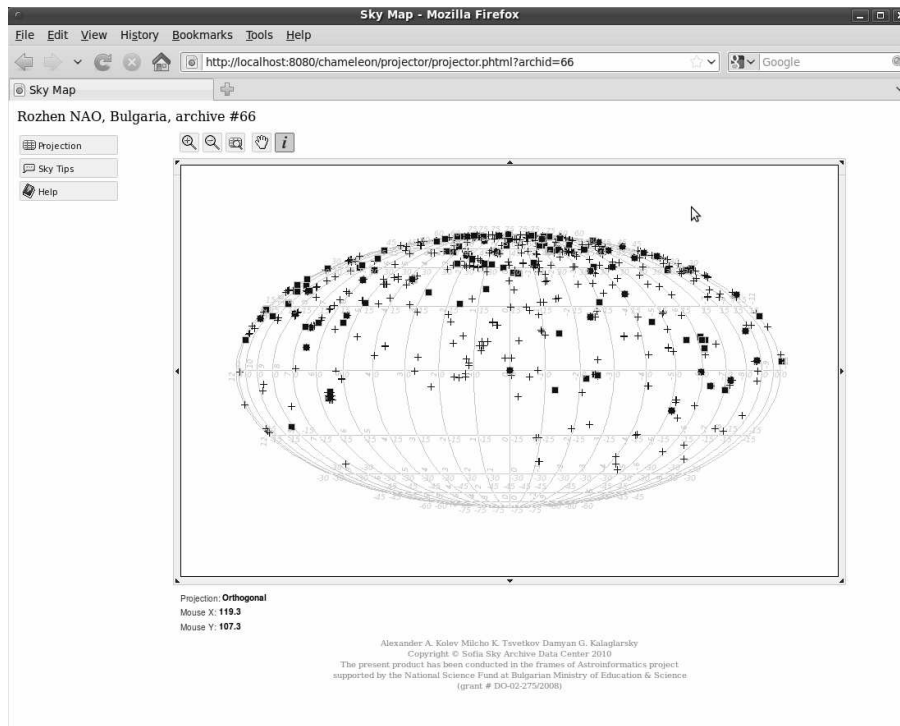 Sky Map - Mozilla Firefox
File Edit View History Bookmarks Tools Help
http://localhost:8080/chameleon/projector/projector.phtml?archid=66
Google
Sky Map
Rozhen NAO, Bulgaria, archive #66
Projection
Sky Tips
Help
i
Projection: Orthogonal
Mouse X: 119.3
Mouse Y: 107.3
Alexander A. Kolev Milcho K. Tsvetkov Damyan G. Kalaglarsky
Copyright © Sofia Sky Archive Data Center 2010
The present product has been conducted in the frames of Astroinformatics project
supported by the National Science Fund at Bulgarian Ministry of Education & Science
(grant # DO-02-275/2008)